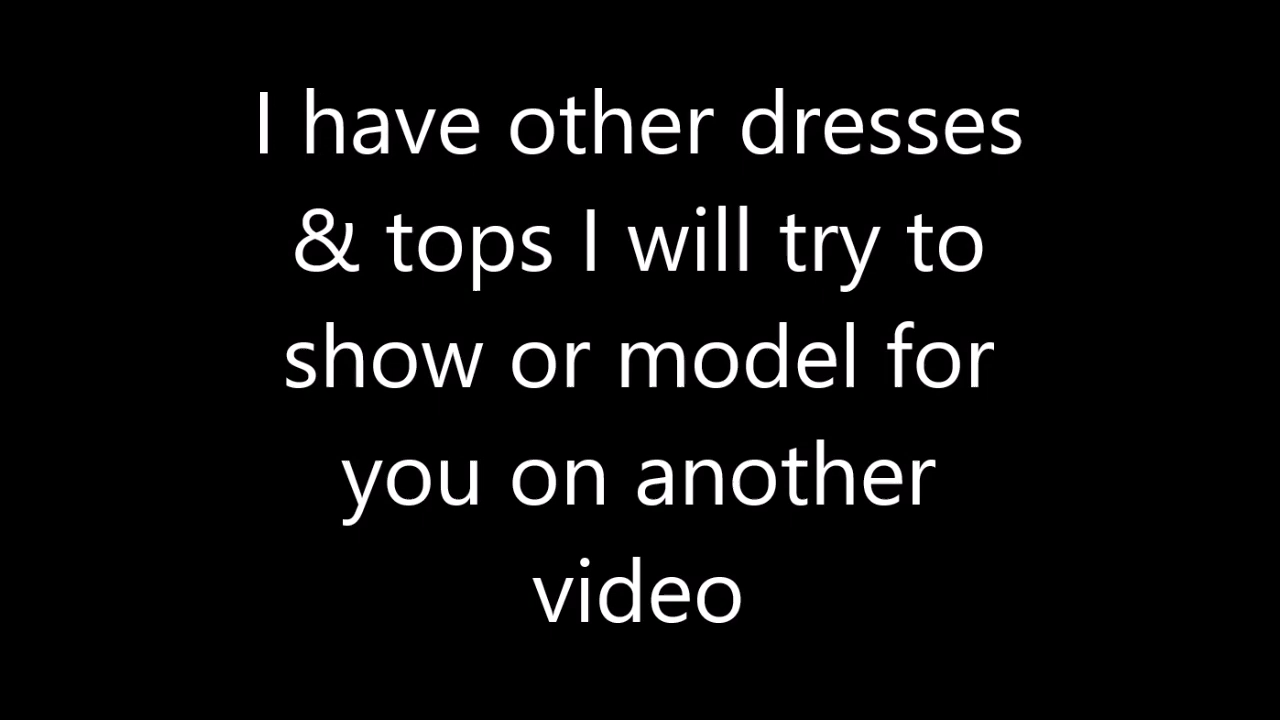 I have other dresses
& tops I will try to
show or model for
you on another
video